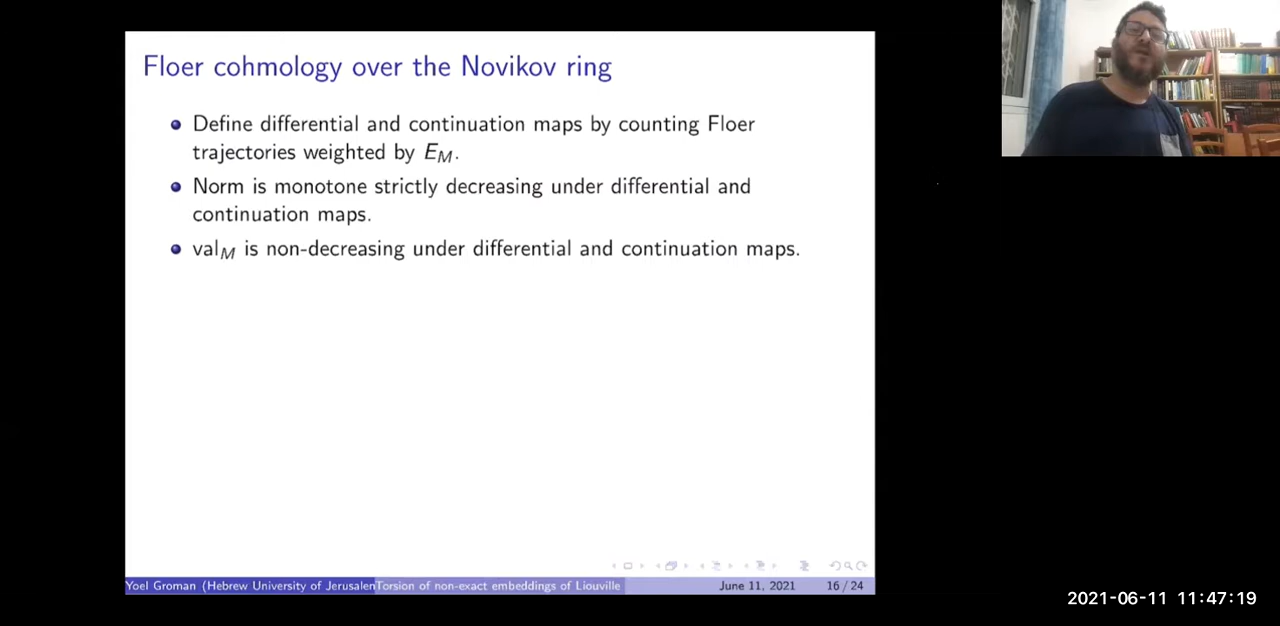 Floer cohmology over the Novikov ring
Define differential and continuation maps by counting Floer
trajectories weighted by E_M.
Norm is monotone strictly decreasing under differential and
continuation maps.
val_M is non-decreasing under differential and continuation maps.
Yoel Groman (Hebrew University of Jerusalem
Torsion of non-exact embeddings of Liouville
June 11, 2021
16 / 24
2021-06-11 11:47:19